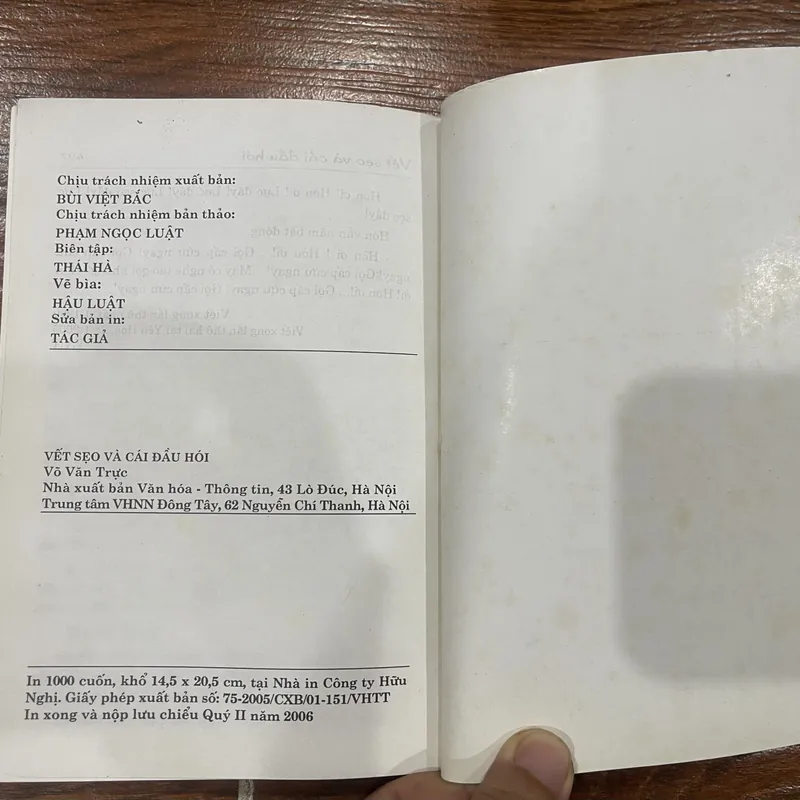 Chịu trách nhiệm xuất bản:
BÙI VIỆT BẮC
Chịu trách nhiệm bản thảo:
PHẠM NGỌC LUẬT
Biên tập:
THÁI HÀ
Vẽ bìa:
HẬU LUẬT
Sửa bản in:
TÁC GIẢ
VẾT SẸO VÀ CÁI ĐẦU HÓI
Võ Văn Trực
Nhà xuất bản Văn hóa - Thông tin, 43 Lò Đúc, Hà Nội
Trung tâm VHNN Đông Tây, 62 Nguyễn Chí Thanh, Hà Nội
In 1000 cuốn, khổ 14,5 x 20,5 cm, tại Nhà in Công ty Hữu
Nghị. Giấy phép xuất bản số: 75-2005/CXB/01-151/VHTT
In xong và nộp lưu chiểu Quý II năm 2006